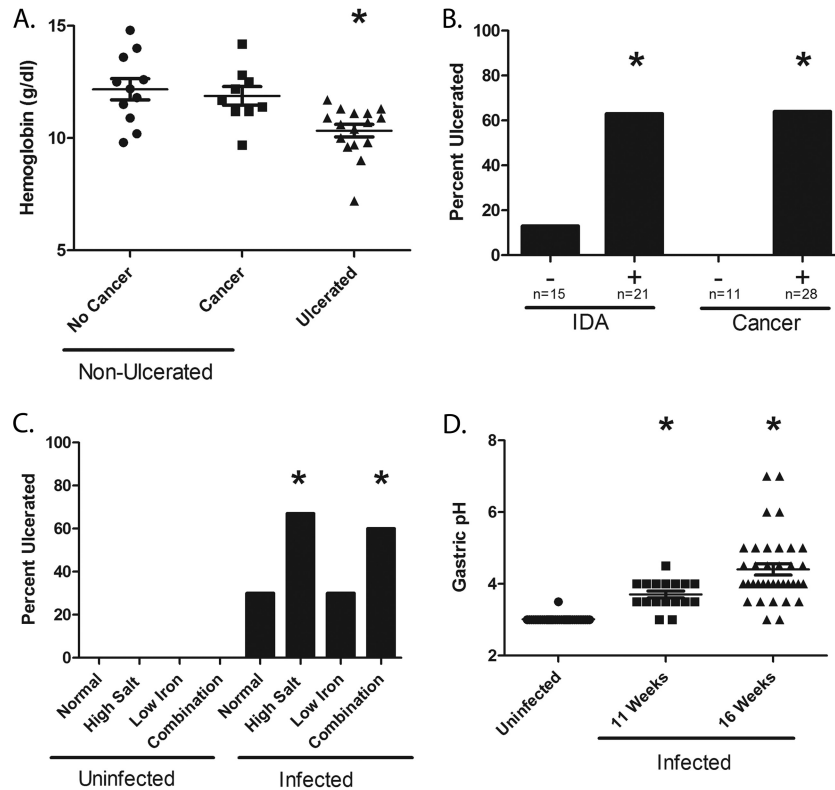 A.
*
15
10
5
Hemoglobin (g/dl)
No Cancer
Cancer
Ulcerated
Non-Ulcerated
B.
100
80
60
40
20
0
Percent Ulcerated
* *
- + - +
n=15 n=21 n=11 n=28
IDA Cancer
C.
100
80
60
40
20
0
Percent Ulcerated
* *
Normal
High Salt
Low Iron
Combination
Normal
High Salt
Low Iron
Combination
Uninfected Infected
D.
8
6
4
2
Gastric pH
* *
Uninfected
11 Weeks
16 Weeks
Infected